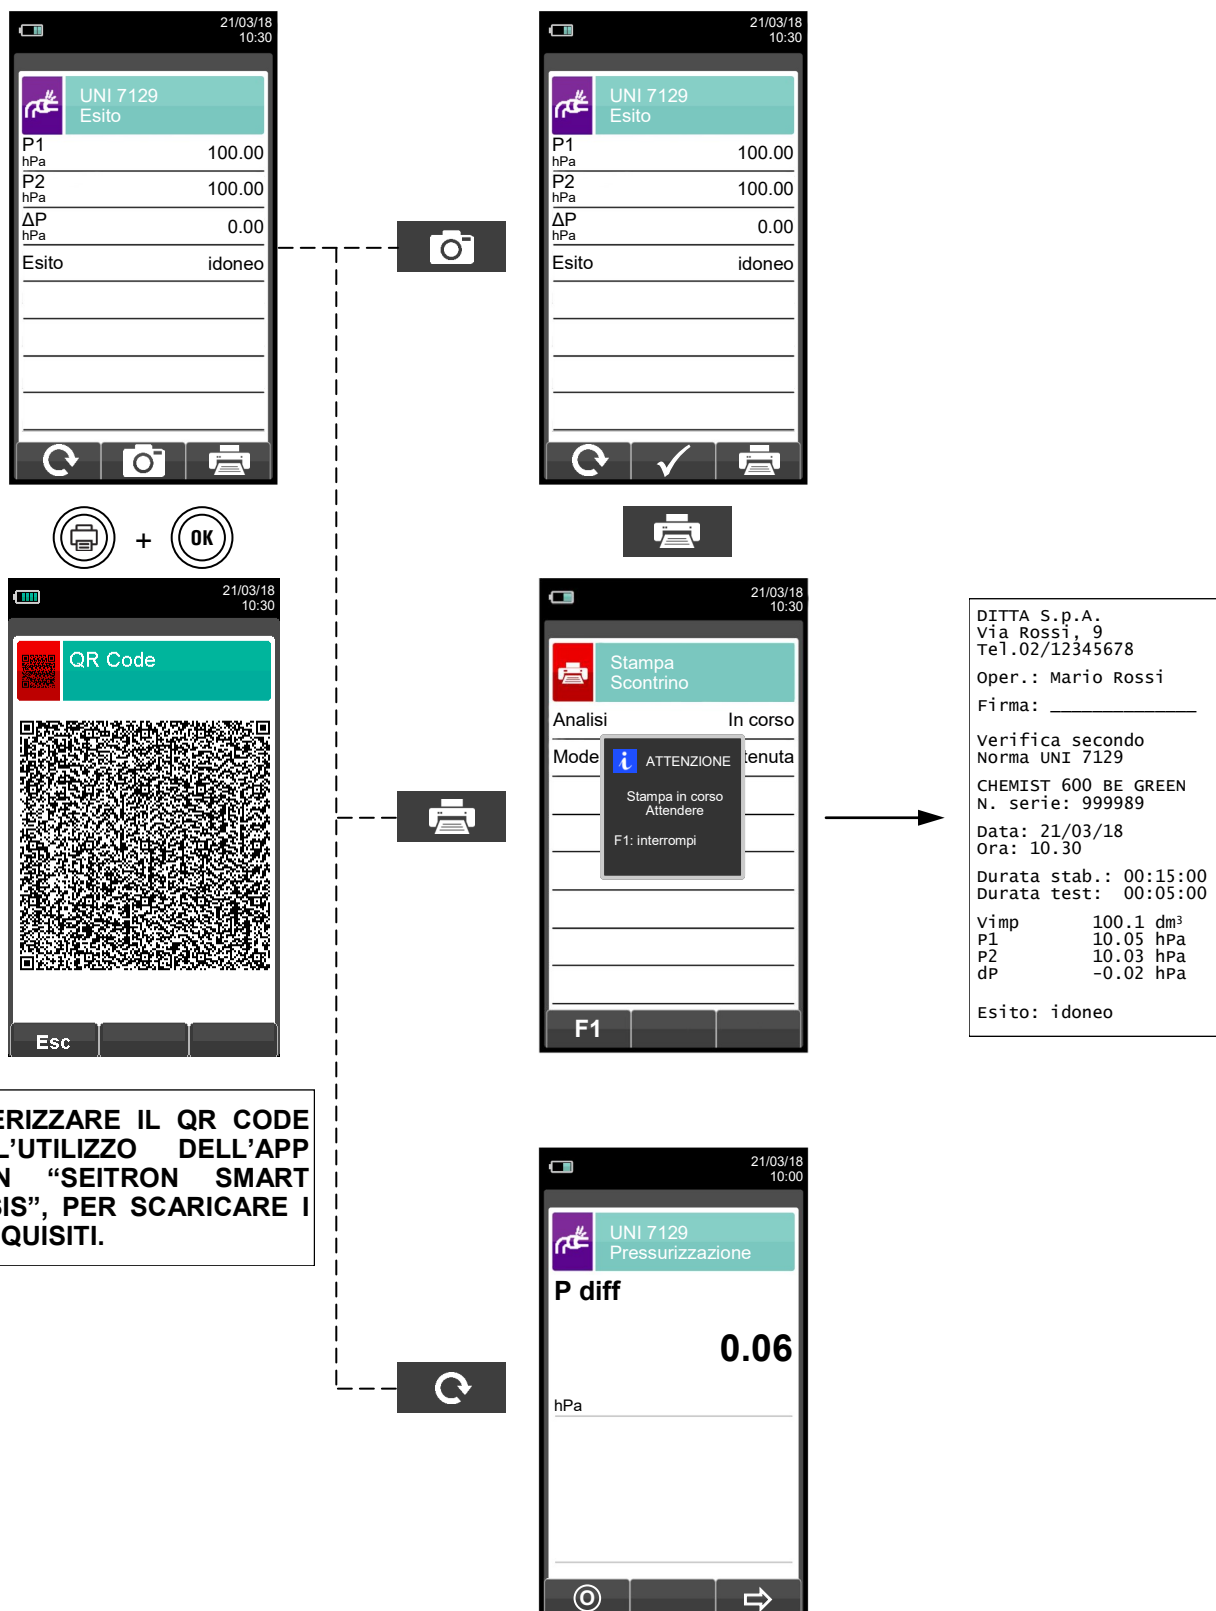 21/03/18
10:30
UNI 7129
Esito
P1
hPa
100.00
P2
hPa
100.00
ΔP
hPa
0.00
Esito idoneo
21/03/18
10:30
UNI 7129
Esito
P1
hPa
100.00
P2
hPa
100.00
ΔP
hPa
0.00
Esito idoneo
+ OK
21/03/18
10:30
QR Code
Esc
ERIZZARE IL QR CODE
L'UTILIZZO DELL'APP
N “SEITRON SMART
SIS”, PER SCARICARE I
QUISITI.
21/03/18
10:30
Stampa
Scontrino
Analisi In corso
Mode tenuta
i ATTENZIONE
Stampa in corso
Attendere
F1: interrompi
F1
DITTA S.p.A.
Via Rossi, 9
Tel.02/12345678
Oper.: Mario Rossi
Firma: ______________
Verifica secondo
Norma UNI 7129
CHEMIST 600 BE GREEN
N. serie: 999989
Data: 21/03/18
Ora: 10.30
Durata stab.: 00:15:00
Durata test: 00:05:00
Vimp 100.1 dm³
P1 10.05 hPa
P2 10.03 hPa
dP -0.02 hPa
Esito: idoneo
21/03/18
10:00
UNI 7129
Pressurizzazione
P diff
0.06
hPa